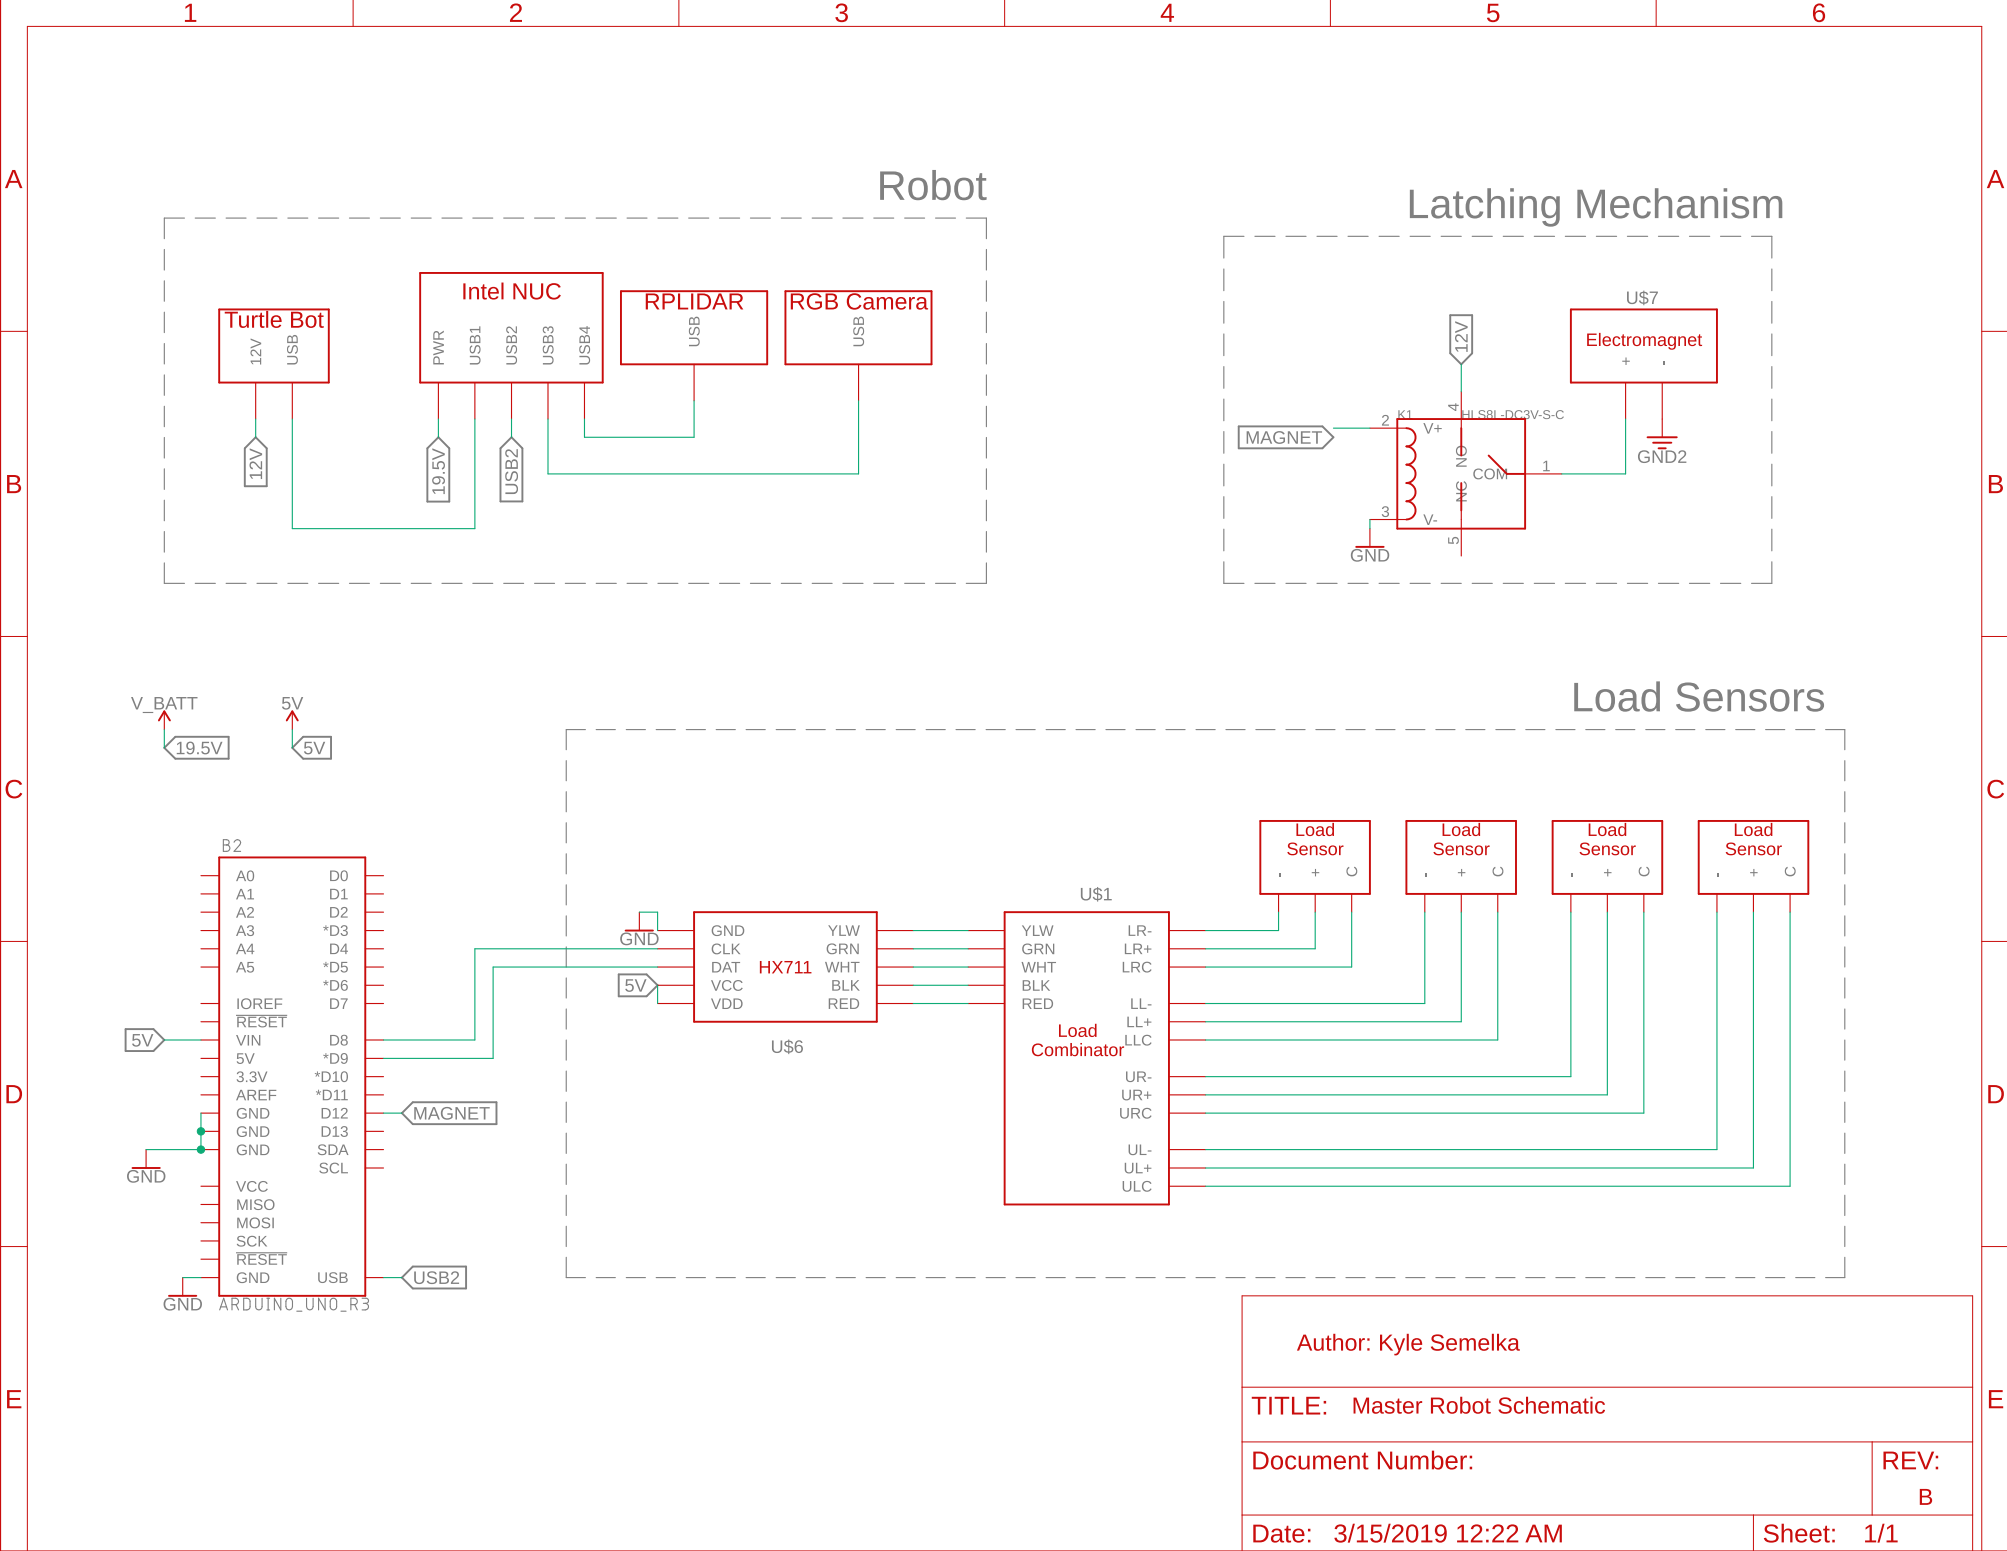 1 2 3 4 5 6
A A
B B
C C
D D
E E
Robot
Turtle Bot
12V
USB
12V
Intel NUC
PWR
USB1
USB2
USB3
USB4
19.5V
USB2
RPLIDAR
USB
RGB Camera
USB
Latching Mechanism
12V
MAGNET
K1
HLS8L-DC3V-S-C
2
V+
4
NO
COM
1
NC
3
V-
5
GND
U$7
Electromagnet
+ -
GND2
V_BATT
19.5V
5V
5V
B2
A0 D0
A1 D1
A2 D2
A3 *D3
A4 D4
A5 *D5
*D6
IOREF D7
RESET
VIN D8
5V *D9
3.3V *D10
AREF *D11
GND D12
GND D13
GND SDA
SCL
VCC
MISO
MOSI
SCK
RESET
GND USB
ARDUINO_UNO_R3
5V
GND
GND
MAGNET
USB2
Load Sensors
GND
5V
GND YLW
CLK GRN
DAT HX711 WHT
VCC BLK
VDD RED
U$6
U$1
YLW LR-
GRN LR+
WHT LRC
BLK
RED LL-
LL+
Load
Combinator
LLC
UR-
UR+
URC
UL-
UL+
ULC
Load
Sensor
- + C
Load
Sensor
- + C
Load
Sensor
- + C
Load
Sensor
- + C
Author: Kyle Semelka
TITLE: Master Robot Schematic
Document Number:
REV:
B
Date: 3/15/2019 12:22 AM
Sheet: 1/1